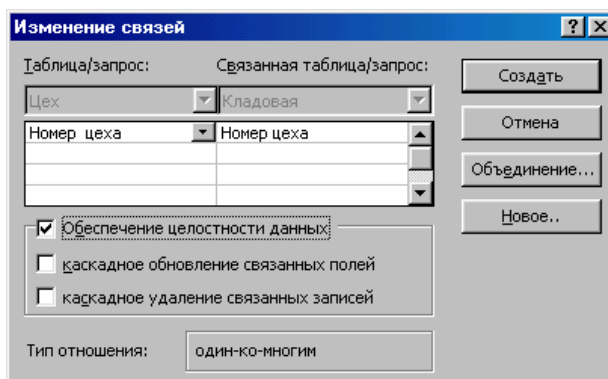 Изменение связей
Таблица/запрос: Связанная таблица/запрос:
Цех Кладовая
Номер цеха Номер цеха
Обеспечение целостности данных
каскадное обновление связанных полей
каскадное удаление связанных записей
Тип отношения: один-ко-многим
Создать
Отмена
Объединение...
Новое..